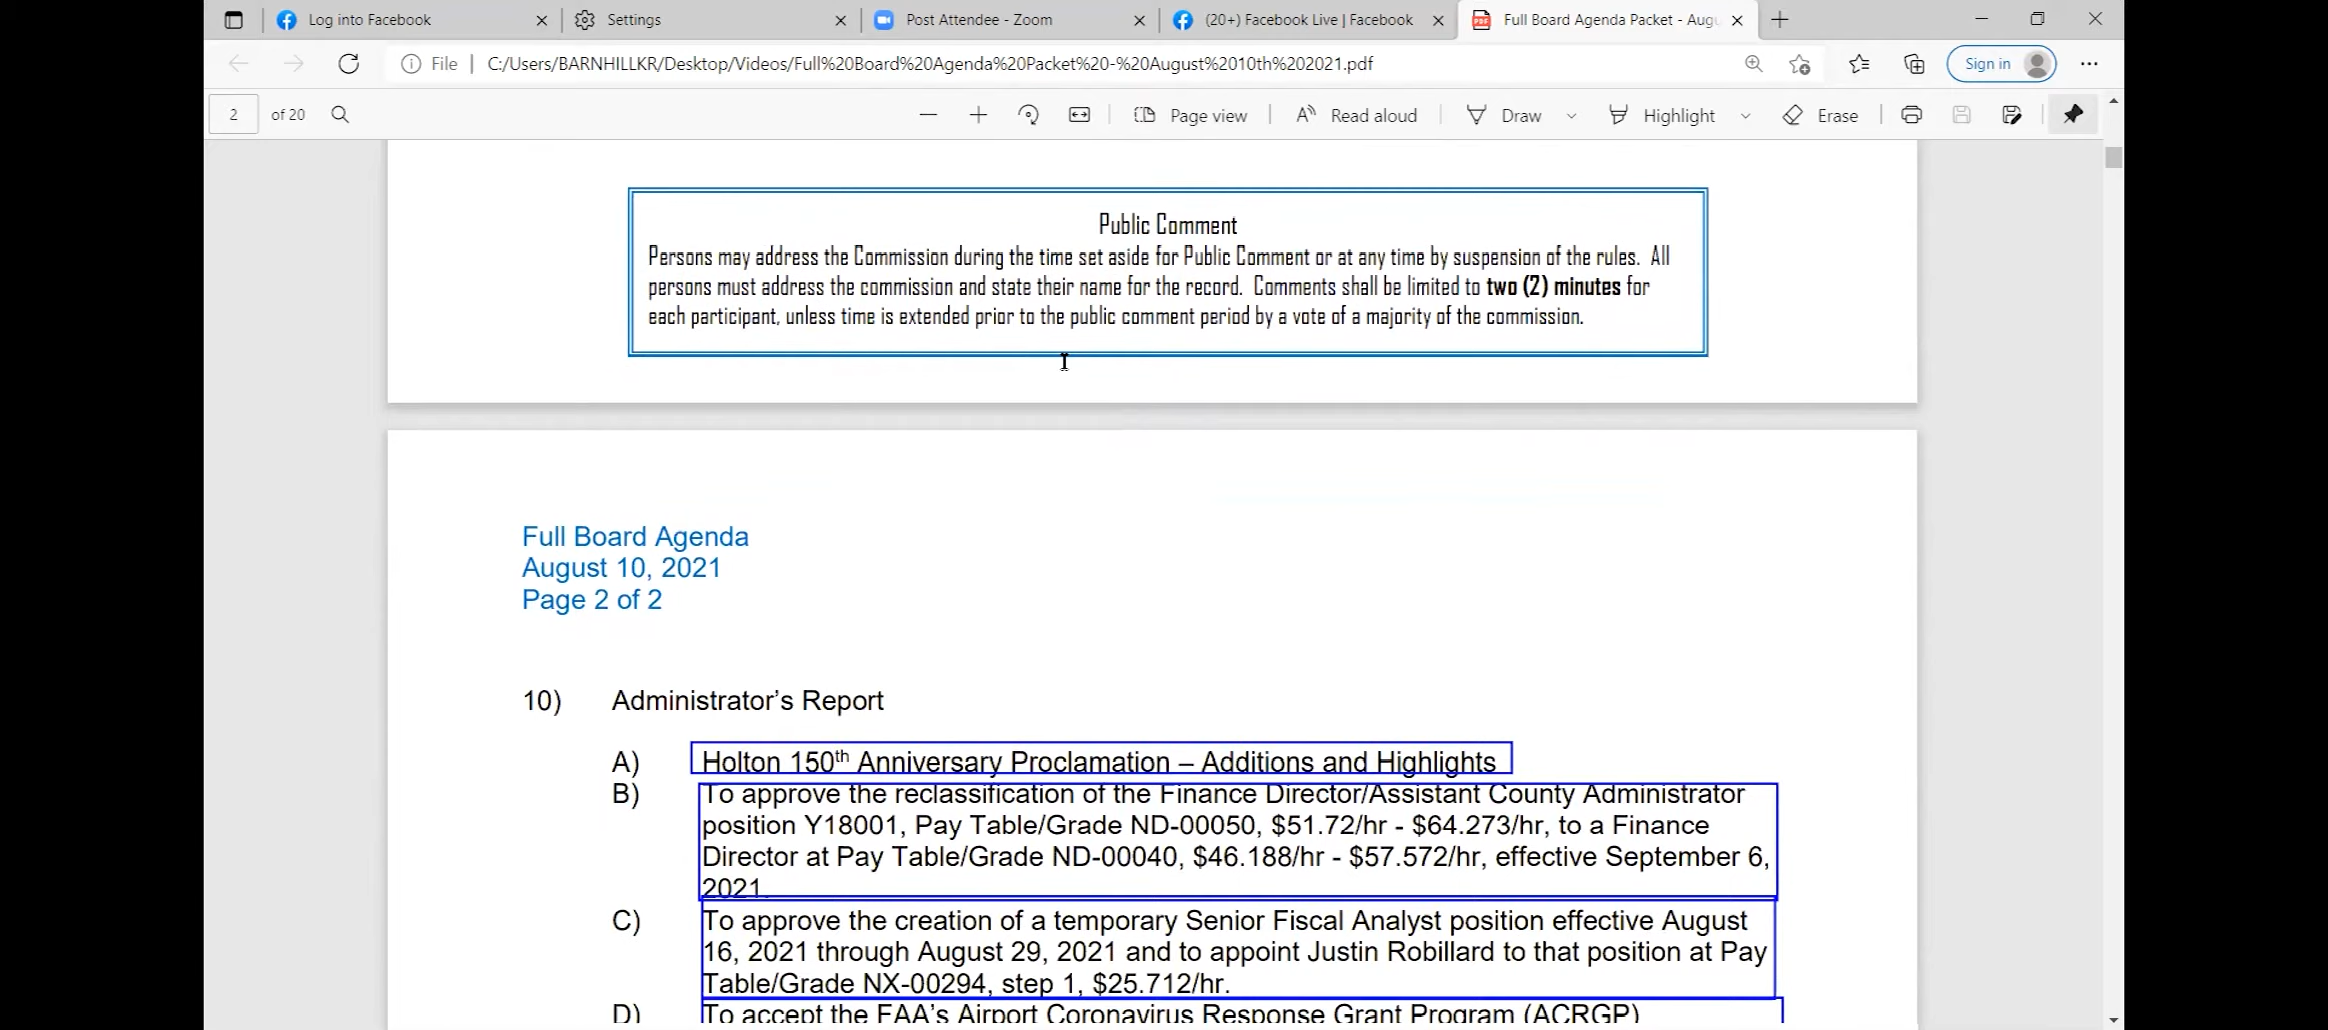 Log into Facebook
Settings
Post Attendee - Zoom
(20+) Facebook Live | Facebook
Full Board Agenda Packet - Augu
File
C:/Users/BARNHILLKR/Desktop/Videos/Full%20Board%20Agenda%20Packet%20-%20August%2010th%202021.pdf
Sign in
2 of 20
Page view
Read aloud
Draw
Highlight
Erase
Public Comment
Persons may address the Commission during the time set aside for Public Comment or at any time by suspension of the rules. All
persons must address the commission and state their name for the record. Comments shall be limited to two (2) minutes for
each participant, unless time is extended prior to the public comment period by a vote of a majority of the commission.
Full Board Agenda
August 10, 2021
Page 2 of 2
10) Administrator’s Report
A) Holton 150th Anniversary Proclamation – Additions and Highlights
B) To approve the reclassification of the Finance Director/Assistant County Administrator
position Y18001, Pay Table/Grade ND-00050, $51.72/hr - $64.273/hr, to a Finance
Director at Pay Table/Grade ND-00040, $46.188/hr - $57.572/hr, effective September 6,
2021.
C) To approve the creation of a temporary Senior Fiscal Analyst position effective August
16, 2021 through August 29, 2021 and to appoint Justin Robillard to that position at Pay
Table/Grade NX-00294, step 1, $25.712/hr.
D) To accept the FAA’s Airport Coronavirus Response Grant Program (ACRGP)